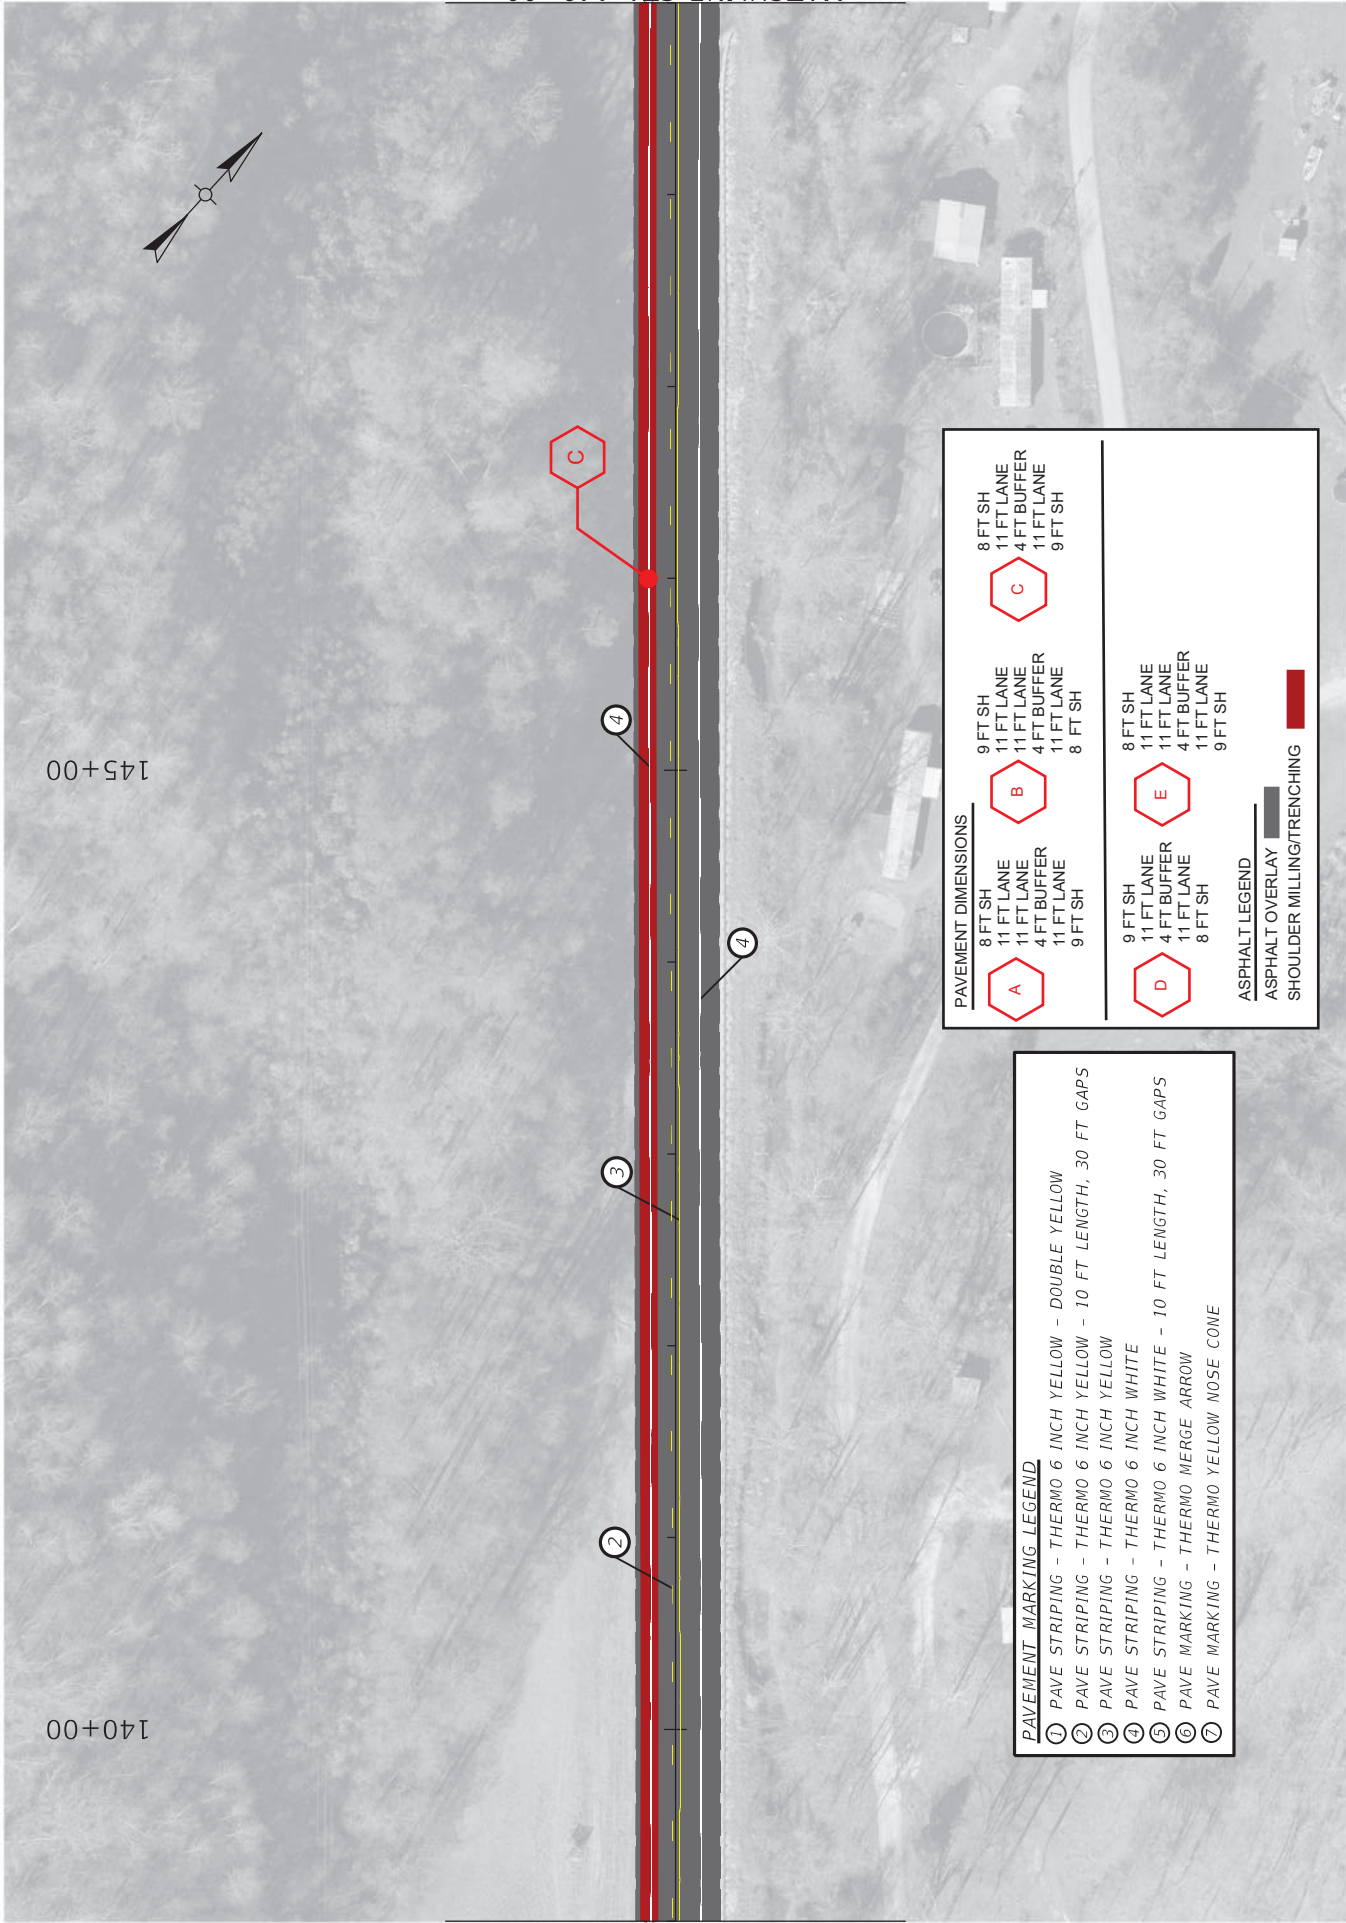 145+00
140+00
C
4
4
3
2
PAVEMENT DIMENSIONS
A
8 FT SH
11 FT LANE
11 FT LANE
4 FT BUFFER
11 FT LANE
9 FT SH
B
9 FT SH
11 FT LANE
11 FT LANE
4 FT BUFFER
11 FT LANE
8 FT SH
C
8 FT SH
11 FT LANE
4 FT BUFFER
11 FT LANE
9 FT SH
D
9 FT SH
11 FT LANE
4 FT BUFFER
11 FT LANE
8 FT SH
E
8 FT SH
11 FT LANE
11 FT LANE
4 FT BUFFER
11 FT LANE
9 FT SH
ASPHALT LEGEND
ASPHALT OVERLAY
SHOULDER MILLING/TRENCHING
PAVEMENT MARKING LEGEND
1 PAVE STRIPING - THERMO 6 INCH YELLOW - DOUBLE YELLOW
2 PAVE STRIPING - THERMO 6 INCH YELLOW - 10 FT LENGTH, 30 FT GAPS
3 PAVE STRIPING - THERMO 6 INCH YELLOW
4 PAVE STRIPING - THERMO 6 INCH WHITE
5 PAVE STRIPING - THERMO 6 INCH WHITE - 10 FT LENGTH, 30 FT GAPS
6 PAVE MARKING - THERMO MERGE ARROW
7 PAVE MARKING - THERMO YELLOW NOSE CONE